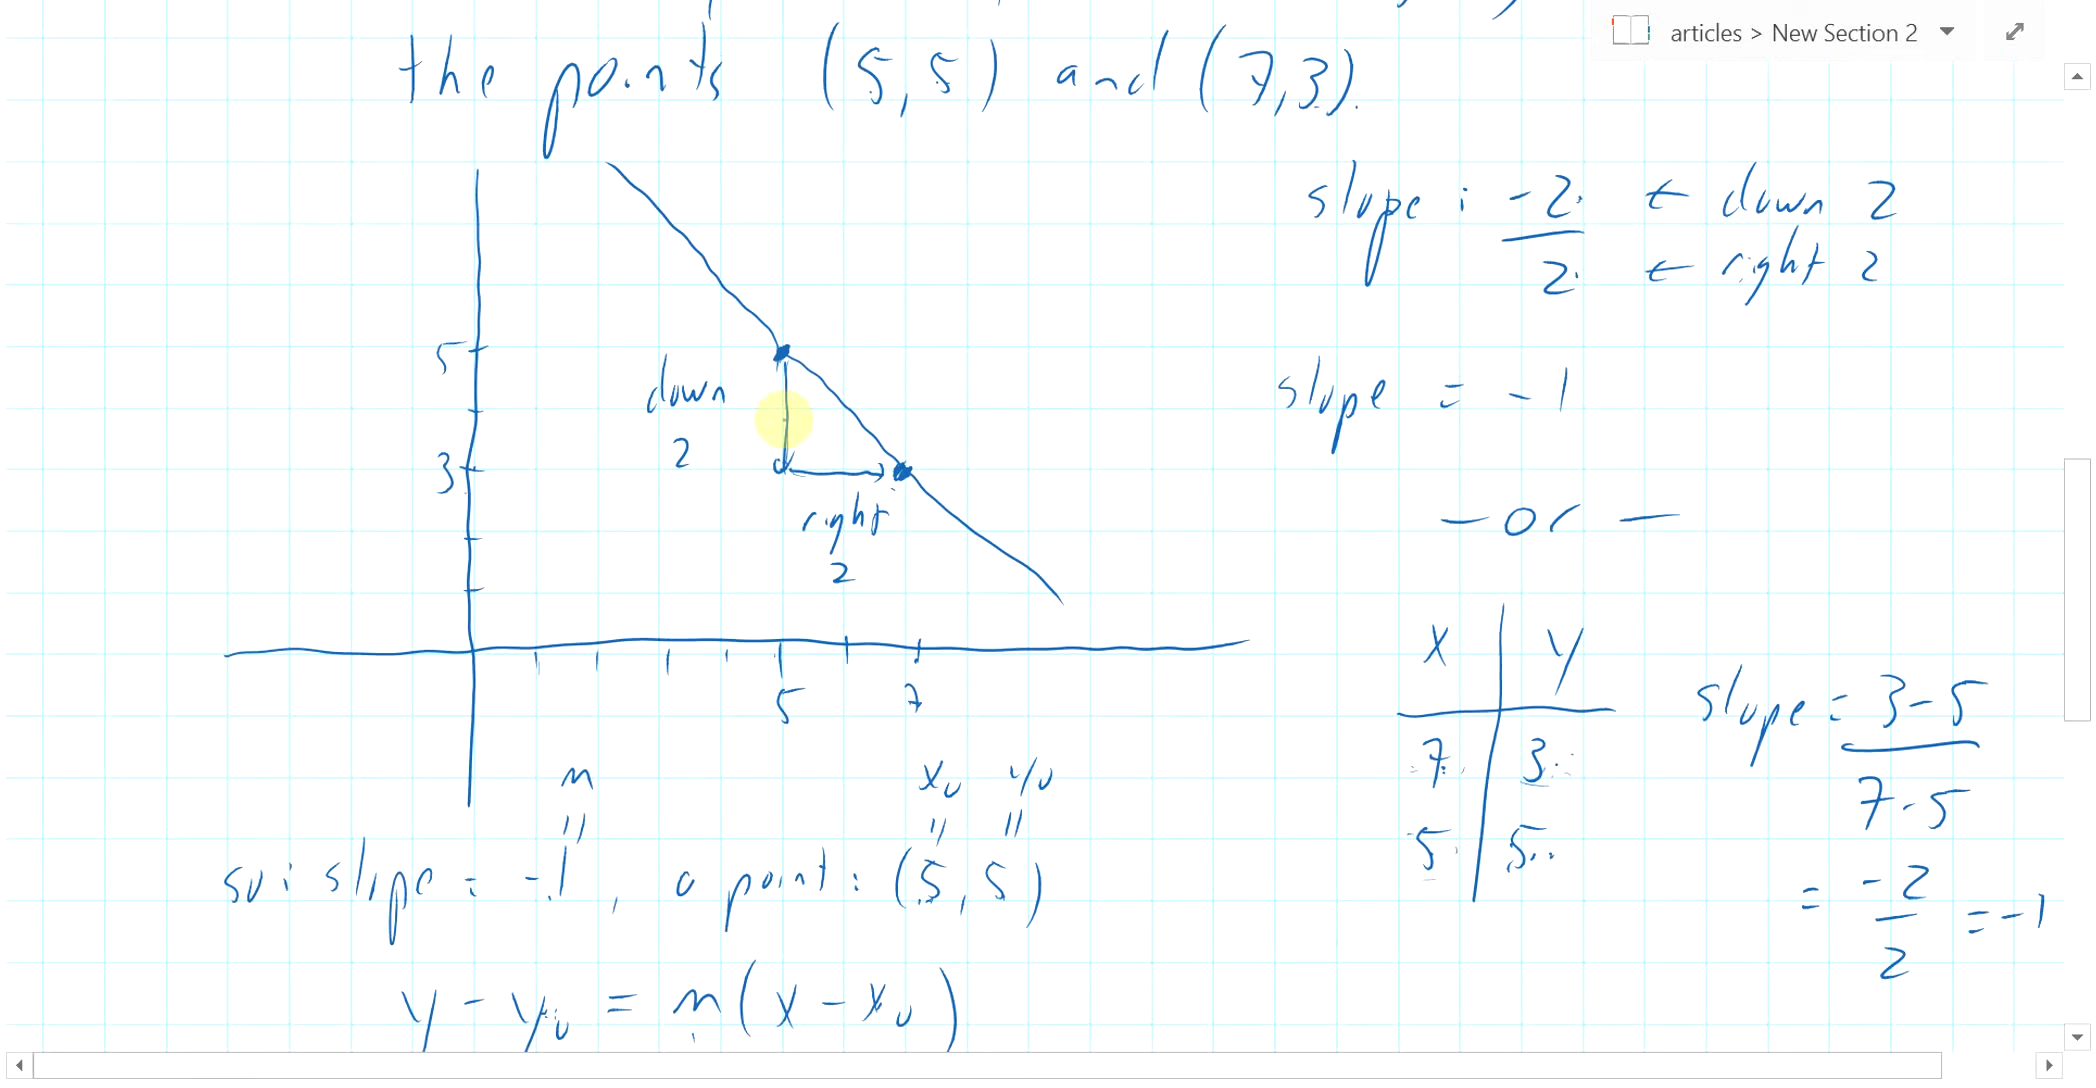 articles > New Section 2
the points (5,5) and (7,3).
slope : -2 ← down 2
2 ← right 2
slope = -1
- or -
5
3
down
2
right
2
5 7
x y
7 3
5 5
slope = 3-5
7-5
= -2
2
= -1
m
"
x₀ y₀
" "
so: slope = -1, a point: (5,5)
y - y₀ = m(x - x₀)